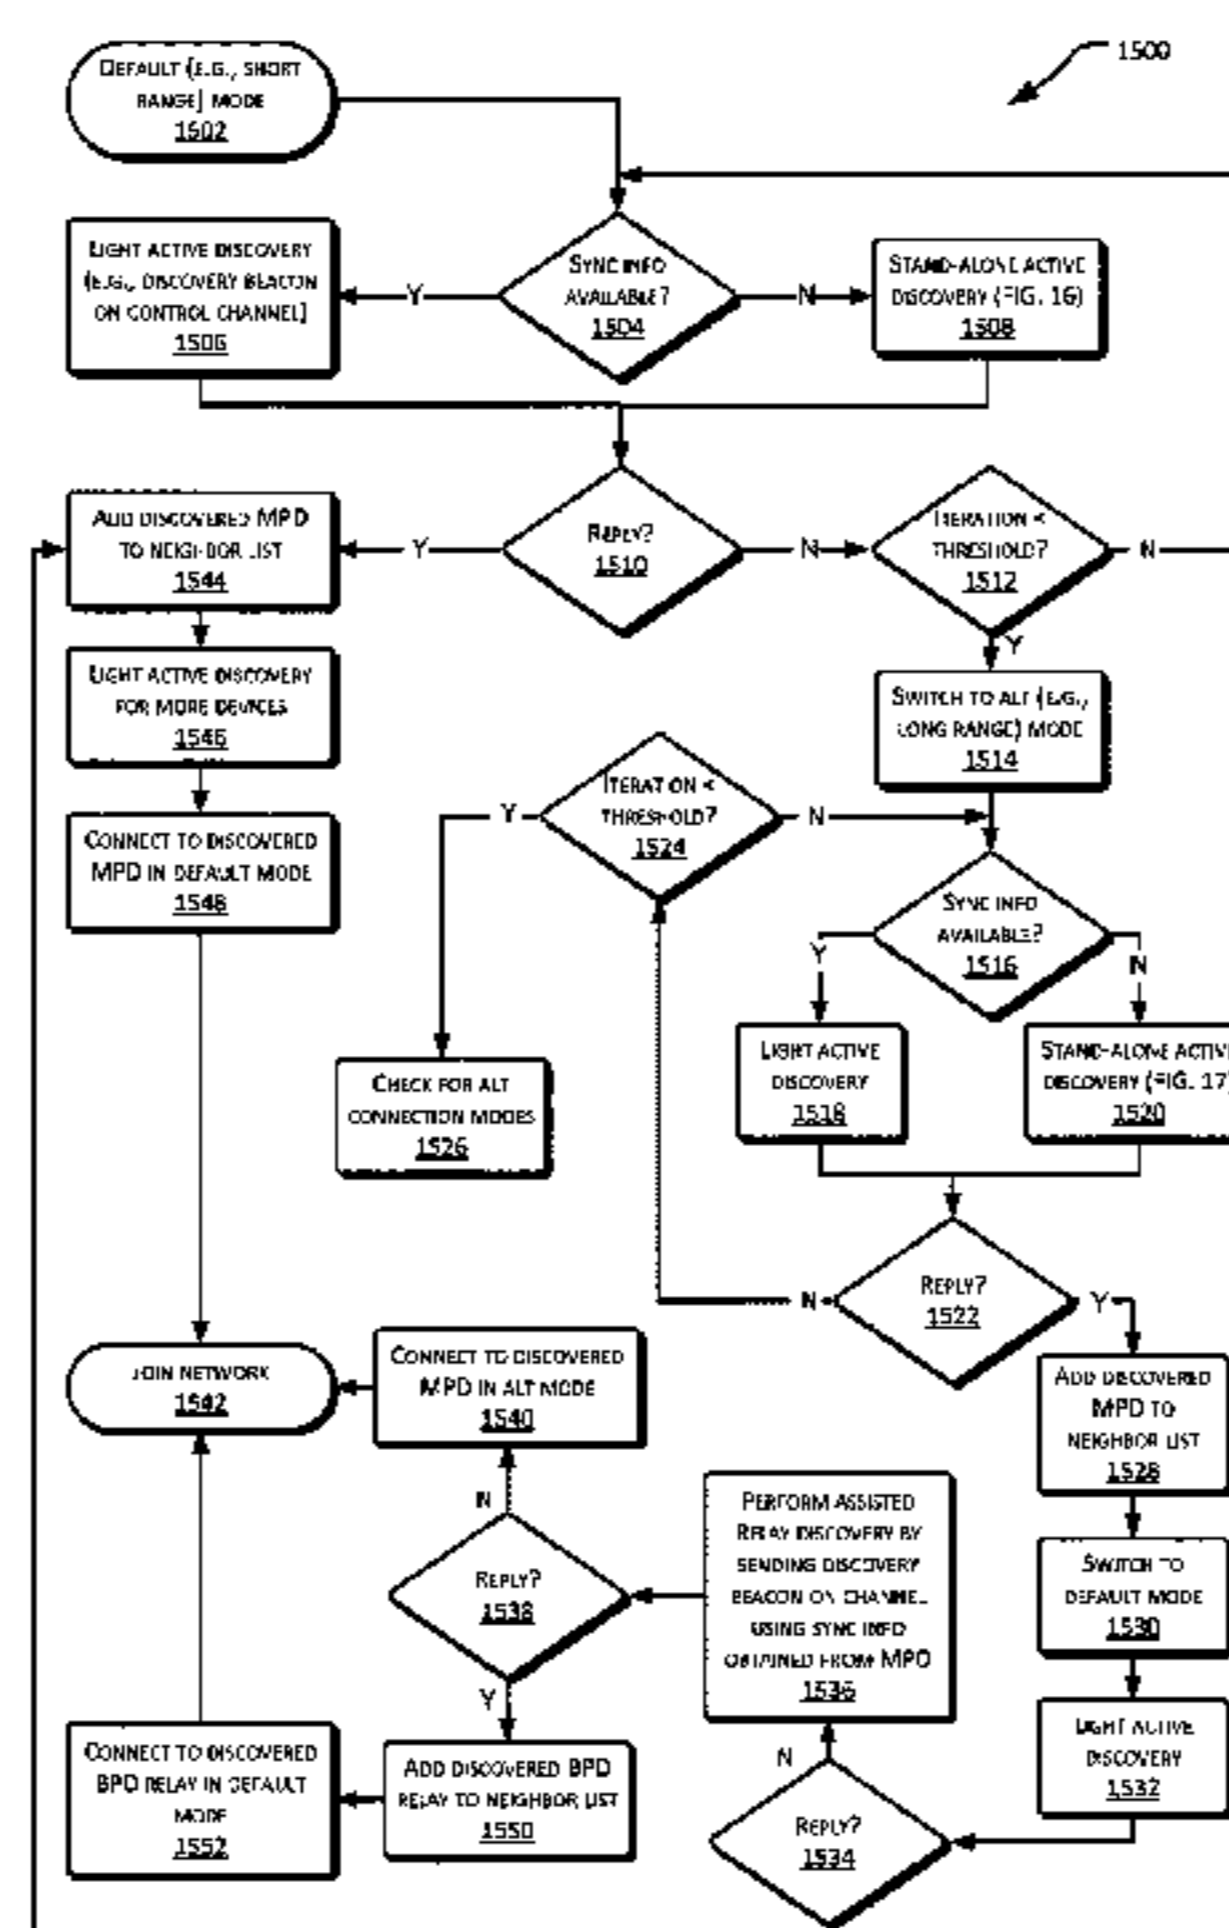 1500
DEFAULT (E.G., SHORT
RANGE) MODE
1502
SYNC INFO
AVAILABLE?
1504
LIGHT ACTIVE DISCOVERY
(E.G., DISCOVERY BEACON
ON CONTROL CHANNEL)
1506
Y
N
STAND-ALONE ACTIVE
DISCOVERY (FIG. 16)
1508
REPLY?
1510
Y
N
ITERATION <
THRESHOLD?
1512
N
Y
ADD DISCOVERED MPD
TO NEIGHBOR LIST
1544
LIGHT ACTIVE DISCOVERY
FOR MORE DEVICES
1546
CONNECT TO DISCOVERED
MPD IN DEFAULT MODE
1548
SWITCH TO ALT (E.G.,
LONG RANGE) MODE
1514
ITERATION <
THRESHOLD?
1524
Y
N
SYNC INFO
AVAILABLE?
1516
Y
N
CHECK FOR ALT
CONNECTION MODES
1526
LIGHT ACTIVE
DISCOVERY
1518
STAND-ALONE ACTIVE
DISCOVERY (FIG. 17)
1520
REPLY?
1522
N
Y
JOIN NETWORK
1542
CONNECT TO DISCOVERED
MPD IN ALT MODE
1540
ADD DISCOVERED
MPD TO
NEIGHBOR LIST
1528
SWITCH TO
DEFAULT MODE
1530
LIGHT ACTIVE
DISCOVERY
1532
N
REPLY?
1538
Y
PERFORM ASSISTED
RELAY DISCOVERY BY
SENDING DISCOVERY
BEACON ON CHANNEL
USING SYNC INFO
OBTAINED FROM MPD
1536
N
REPLY?
1534
CONNECT TO DISCOVERED
BPD RELAY IN DEFAULT
MODE
1552
ADD DISCOVERED BPD
RELAY TO NEIGHBOR LIST
1550